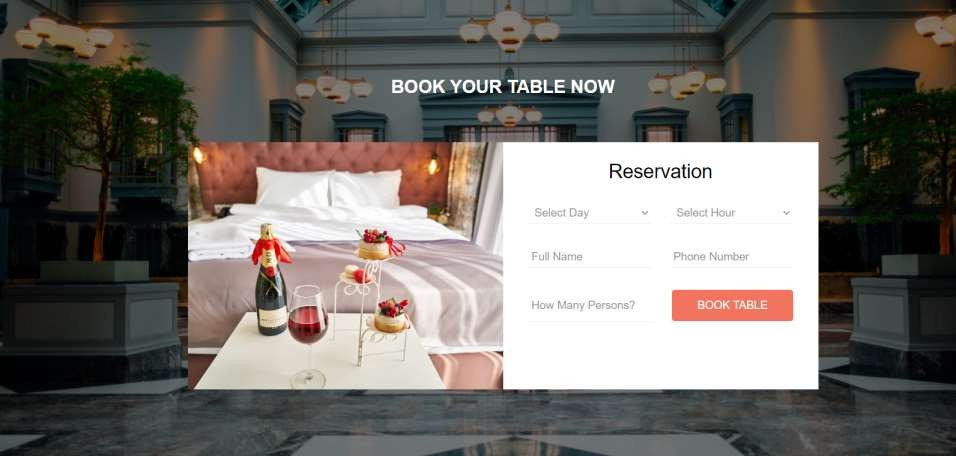 BOOK YOUR TABLE NOW
Reservation
Select Day
Select Hour
Full Name
Phone Number
How Many Persons?
BOOK TABLE